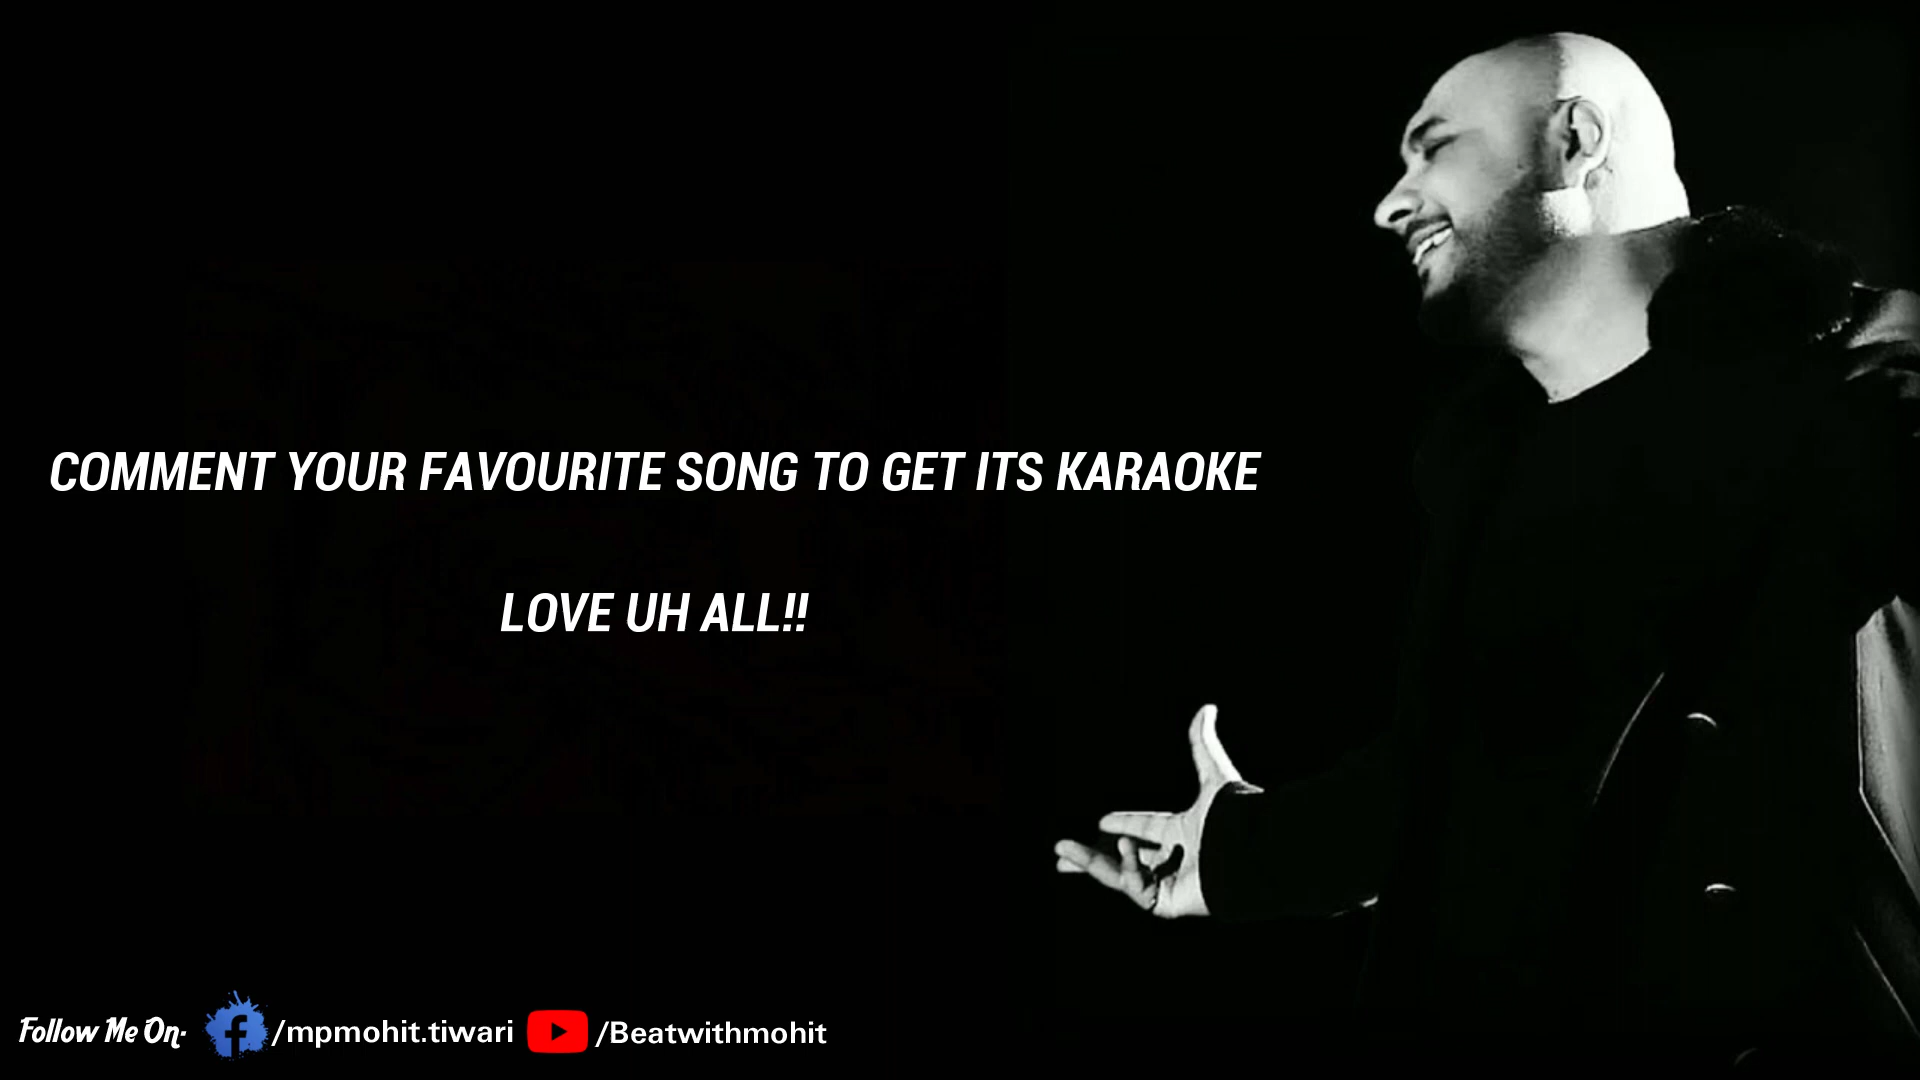 COMMENT YOUR FAVOURITE SONG TO GET ITS KARAOKE
LOVE UH ALL!!
Follow Me On- /mpmohit.tiwari /Beatwithmohit